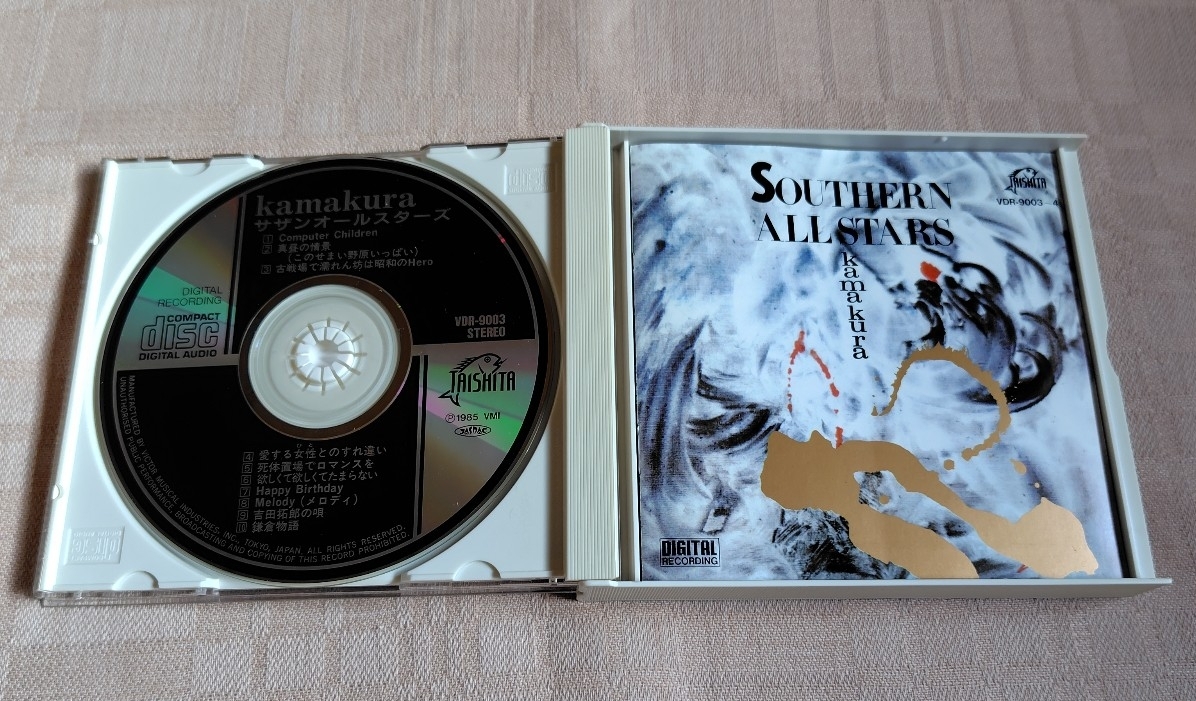 kamakura
サザンオールスターズ
1 Computer Children
2 真昼の情景
(このせまい野原いっぱい)
3 古戦場で濡れん坊は昭和のHero
DIGITAL
RECORDING
COMPACT
disc
DIGITAL AUDIO
VDR-9003
STEREO
TAISHITA
Ⓟ1985 VMI
JASRAC
4 愛する女性とのすれ違い
ひと
5 死体置場でロマンスを
6 欲しくて欲しくてたまらない
7 Happy Birthday
8 Melody (メロディ)
9 吉田拓郎の唄
10 鎌倉物語
MANUFACTURED BY VICTOR MUSICAL INDUSTRIES, INC., TOKYO, JAPAN. ALL RIGHTS RESERVED.
UNAUTHORISED PUBLIC PERFORMANCE, BROADCASTING AND COPYING OF THIS RECORD PROHIBITED.
SOUTHERN
ALL STARS
kamakura
TAISHITA
VDR-9003-4
DIGITAL
RECORDING